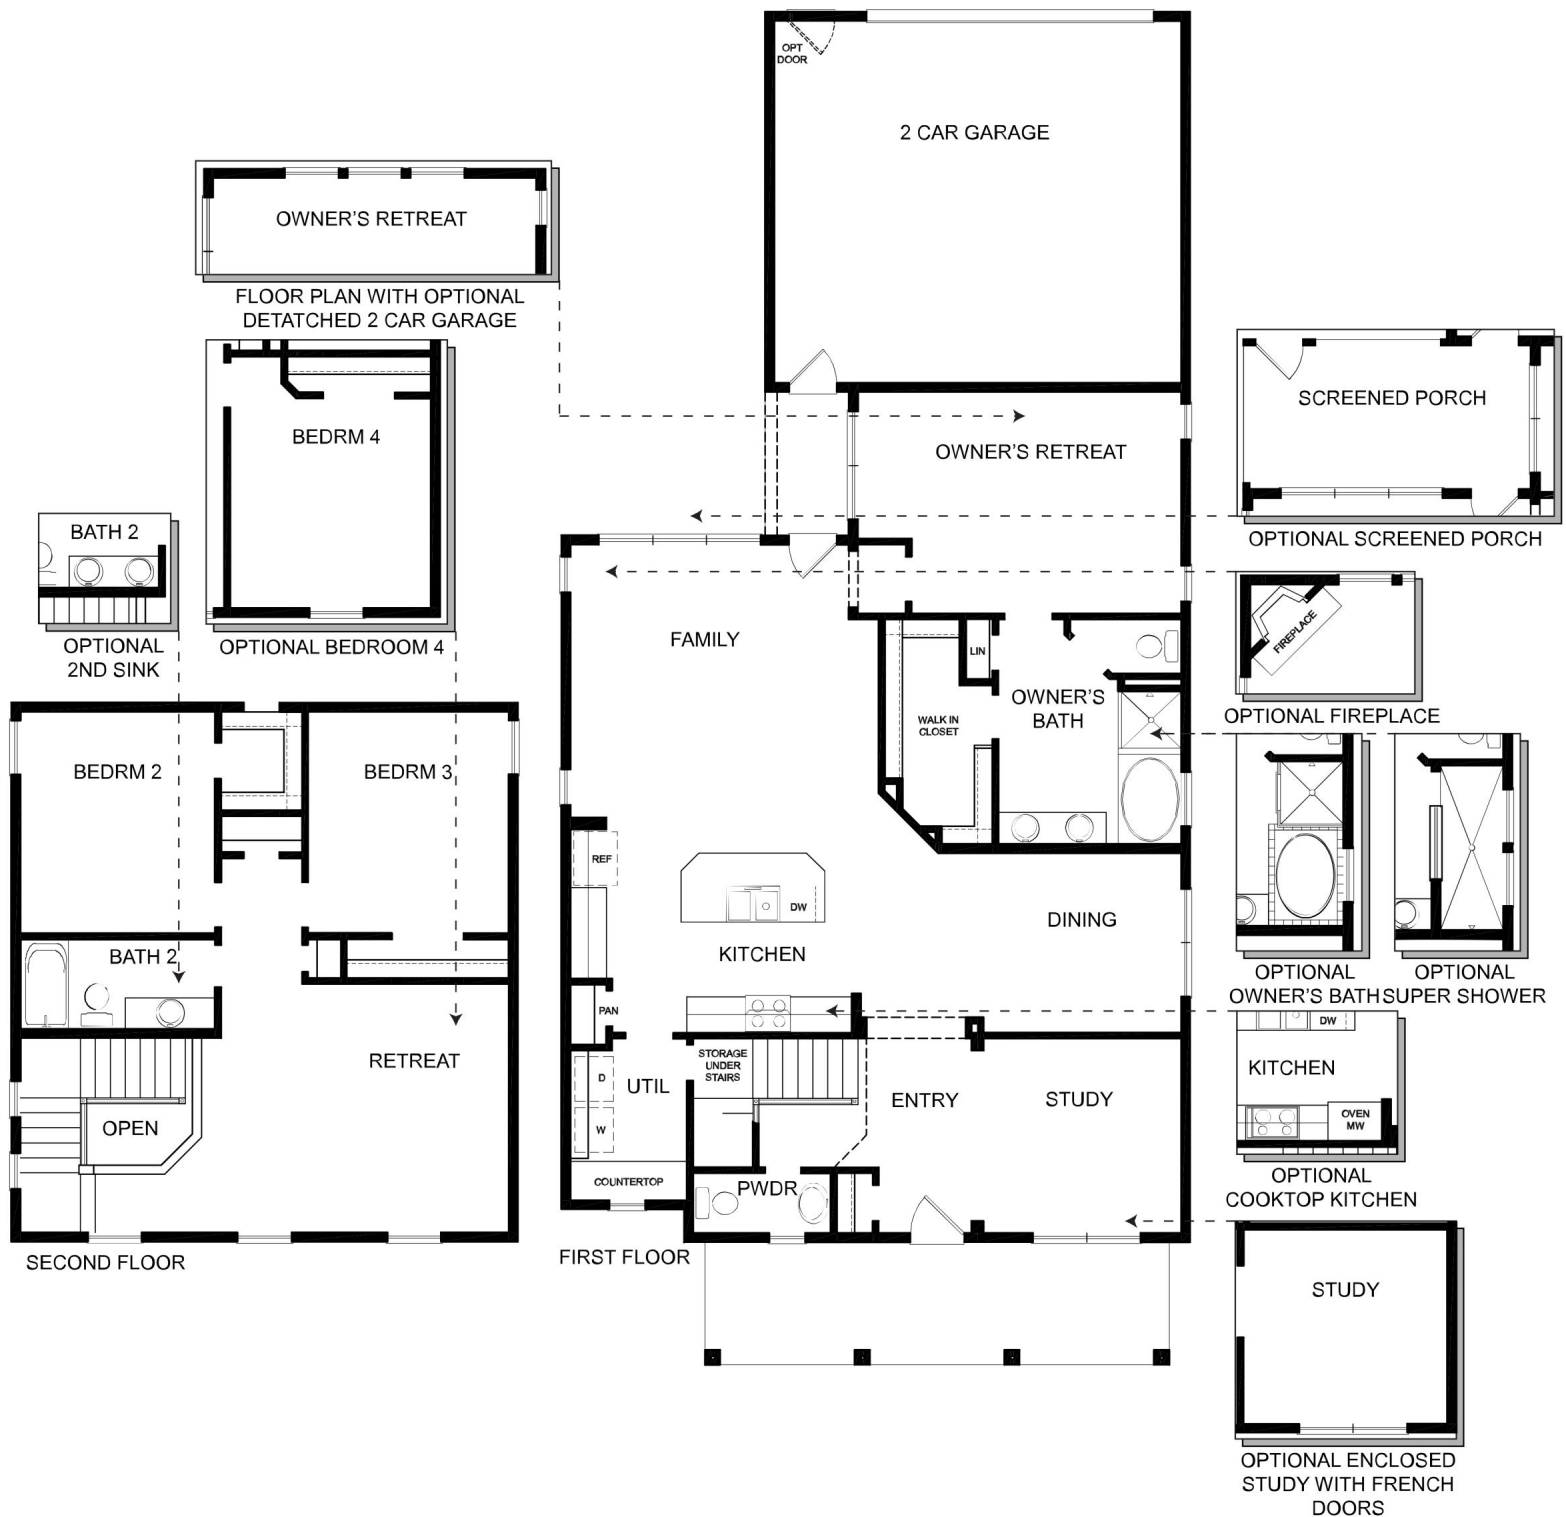 OPT
DOOR
2 CAR GARAGE
OWNER'S RETREAT
FLOOR PLAN WITH OPTIONAL
DETATCHED 2 CAR GARAGE
BEDRM 4
OPTIONAL BEDROOM 4
BATH 2
OPTIONAL
2ND SINK
SCREENED PORCH
OPTIONAL SCREENED PORCH
OWNER'S RETREAT
FIREPLACE
OPTIONAL FIREPLACE
FAMILY
LIN
OWNER'S
BATH
WALK IN
CLOSET
BEDRM 2
BEDRM 3
REF
DW
KITCHEN
DINING
BATH 2
PAN
OPTIONAL
OWNER'S BATH
OPTIONAL
SUPER SHOWER
RETREAT
OPEN
STORAGE
UNDER
STAIRS
D
UTIL
W
ENTRY
STUDY
COUNTERTOP
PWDR
DW
KITCHEN
OVEN
MW
OPTIONAL
COOKTOP KITCHEN
SECOND FLOOR
FIRST FLOOR
STUDY
OPTIONAL ENCLOSED
STUDY WITH FRENCH
DOORS